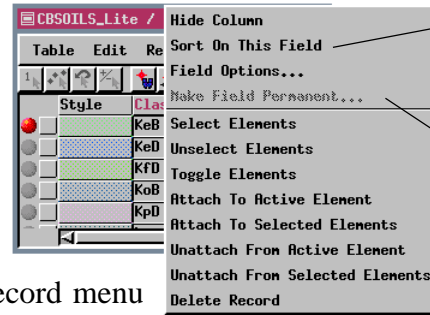 CBSOILS_Lite /
Table Edit Re
Style Clas
KeB
KeD
KfD
KoB
KpD
Hide Column
Sort On This Field
Field Options...
Make Field Permanent...
Select Elements
Unselect Elements
Toggle Elements
Attach To Active Element
Attach To Selected Elements
Unattach From Active Element
Unattach From Selected Elements
Delete Record
ecord menu